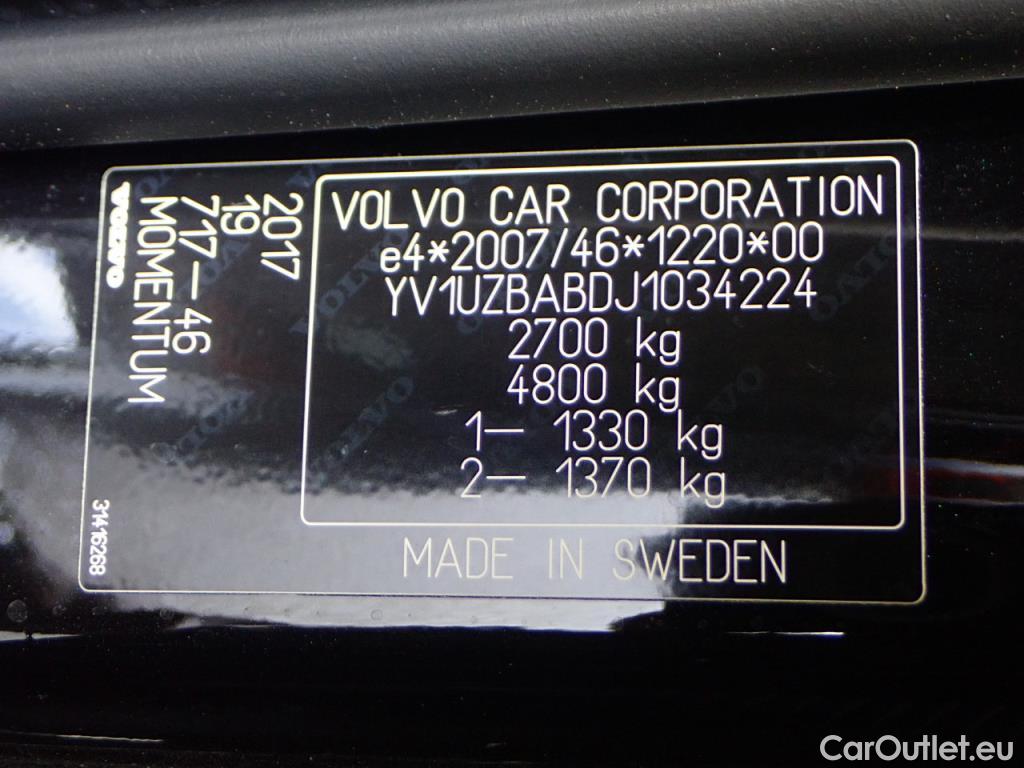 VOLVO
2017
19
717-46
MOMENTUM
31416268
VOLVO CAR CORPORATION
e4*2007/46*1220*00
YV1UZBABDJ1034224
2700 kg
4800 kg
1- 1330 kg
2- 1370 kg
MADE IN SWEDEN
CarOutlet.eu